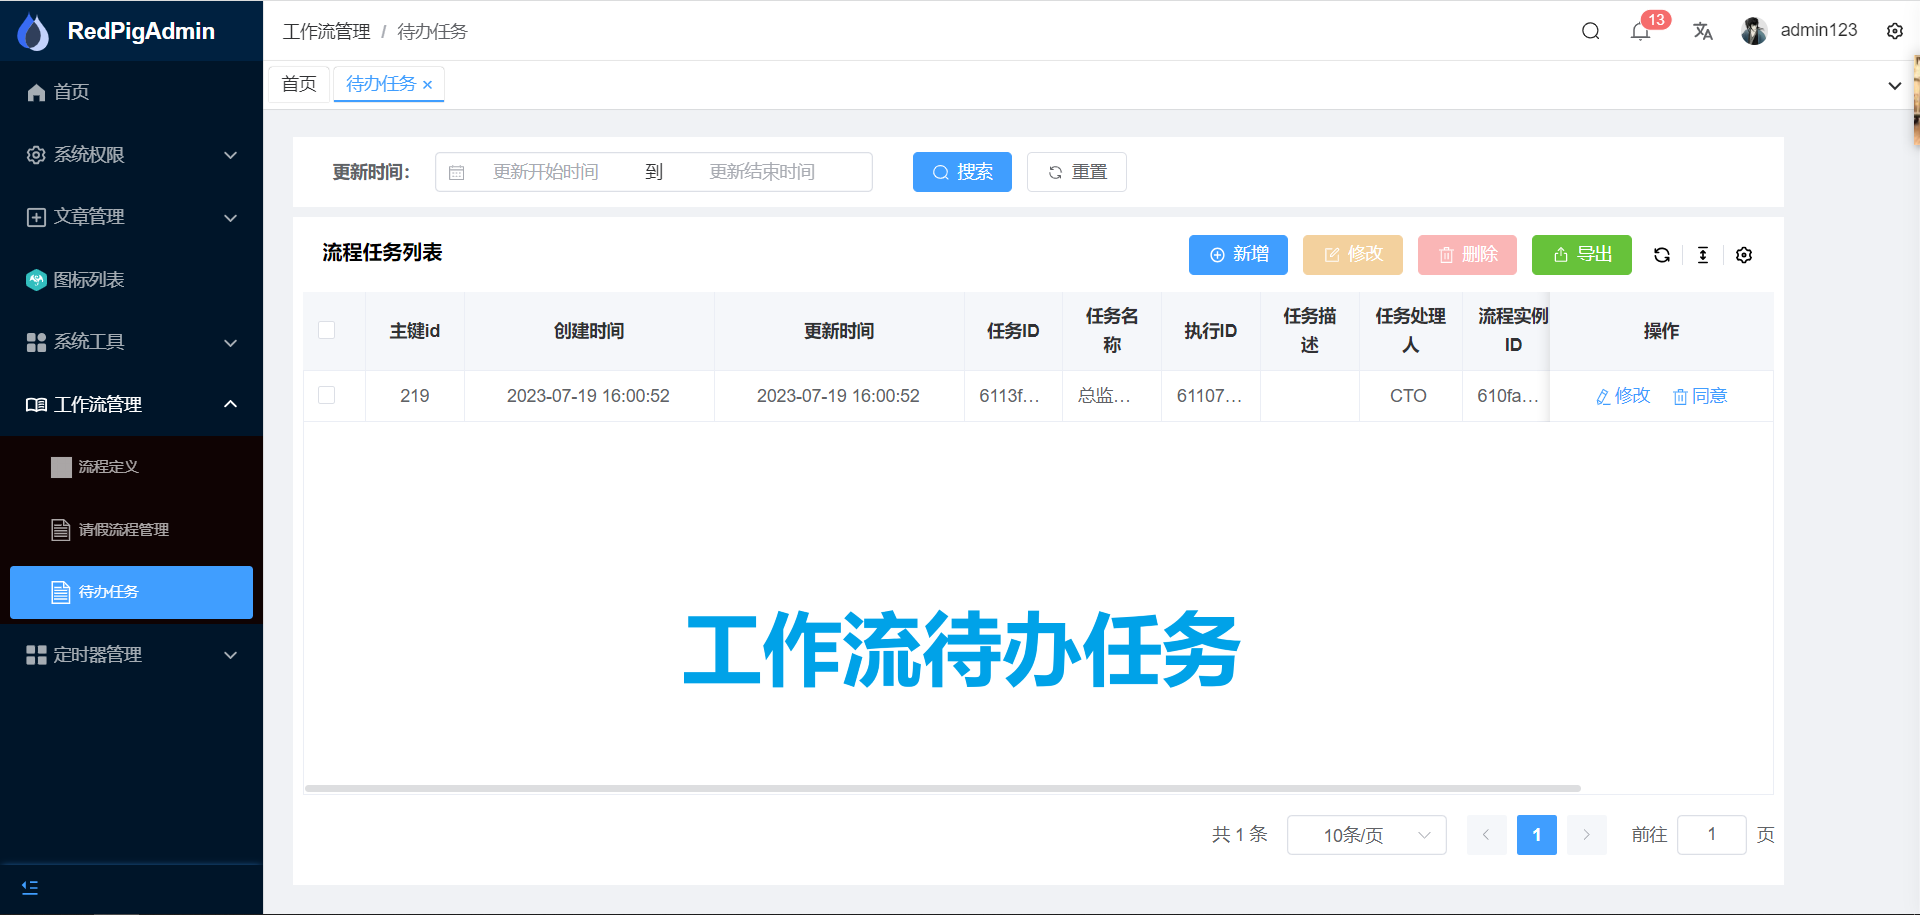 RedPigAdmin
工作流管理 / 待办任务
13
admin123
首页
待办任务 ×
首页
系统权限
文章管理
图标列表
系统工具
工作流管理
流程定义
请假流程管理
待办任务
定时器管理
更新时间：
更新开始时间 到 更新结束时间
搜索
重置
流程任务列表
新增
修改
删除
导出
主键id 创建时间 更新时间 任务ID 任务名称 执行ID 任务描述 任务处理人 流程实例ID 操作
219 2023-07-19 16:00:52 2023-07-19 16:00:52 6113f... 总监... 61107... CTO 610fa... 修改 同意
工作流待办任务
共 1 条 10条/页 1 前往 1 页